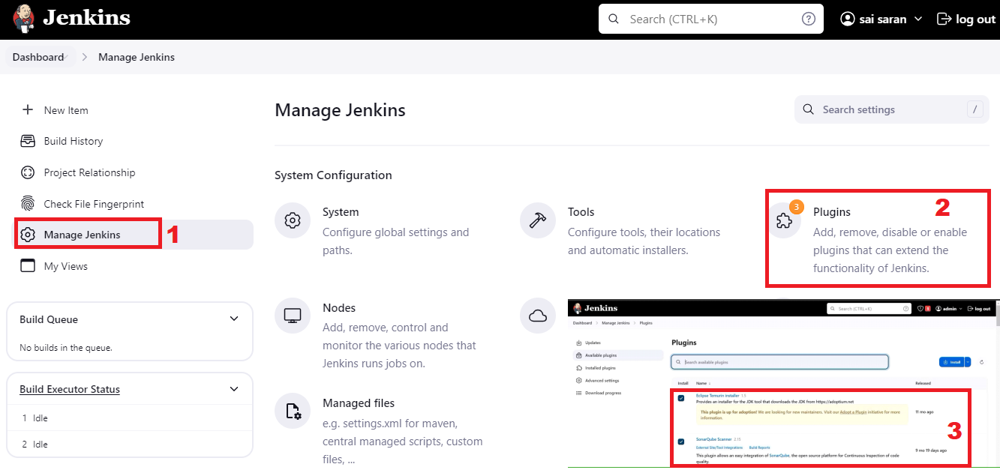 Jenkins
Search (CTRL+K)
sai saran
log out
Dashboard
Manage Jenkins
New Item
Build History
Project Relationship
Check File Fingerprint
Manage Jenkins
1
My Views
Build Queue
No builds in the queue.
Build Executor Status
1 Idle
2 Idle
Manage Jenkins
Search settings
/
System Configuration
System
Configure global settings and
paths.
Tools
Configure tools, their locations
and automatic installers.
3
Plugins
2
Add, remove, disable or enable
plugins that can extend the
functionality of Jenkins.
Nodes
Add, remove, control and
monitor the various nodes that
Jenkins runs jobs on.
Managed files
e.g. settings.xml for maven,
central managed scripts, custom
files, ...
Jenkins
Search (CTRL+K)
1
admin
log out
Dashboard
Manage Jenkins
Plugins
Updates
Available plugins
Installed plugins
Advanced settings
Download progress
Plugins
Search available plugins
Install
Install
Name ↓
Released
Eclipse Temurin installer 1.5
Provides an installer for the JDK tool that downloads the JDK from https://adoptium.net
This plugin is up for adoption! We are looking for new maintainers. Visit our Adopt a Plugin initiative for more
information.
11 mo ago
3
SonarQube Scanner 2.15
External Site/Tool Integrations
Build Reports
This plugin allows an easy integration of SonarQube, the open source platform for Continuous Inspection of code
quality.
9 mo 19 days ago